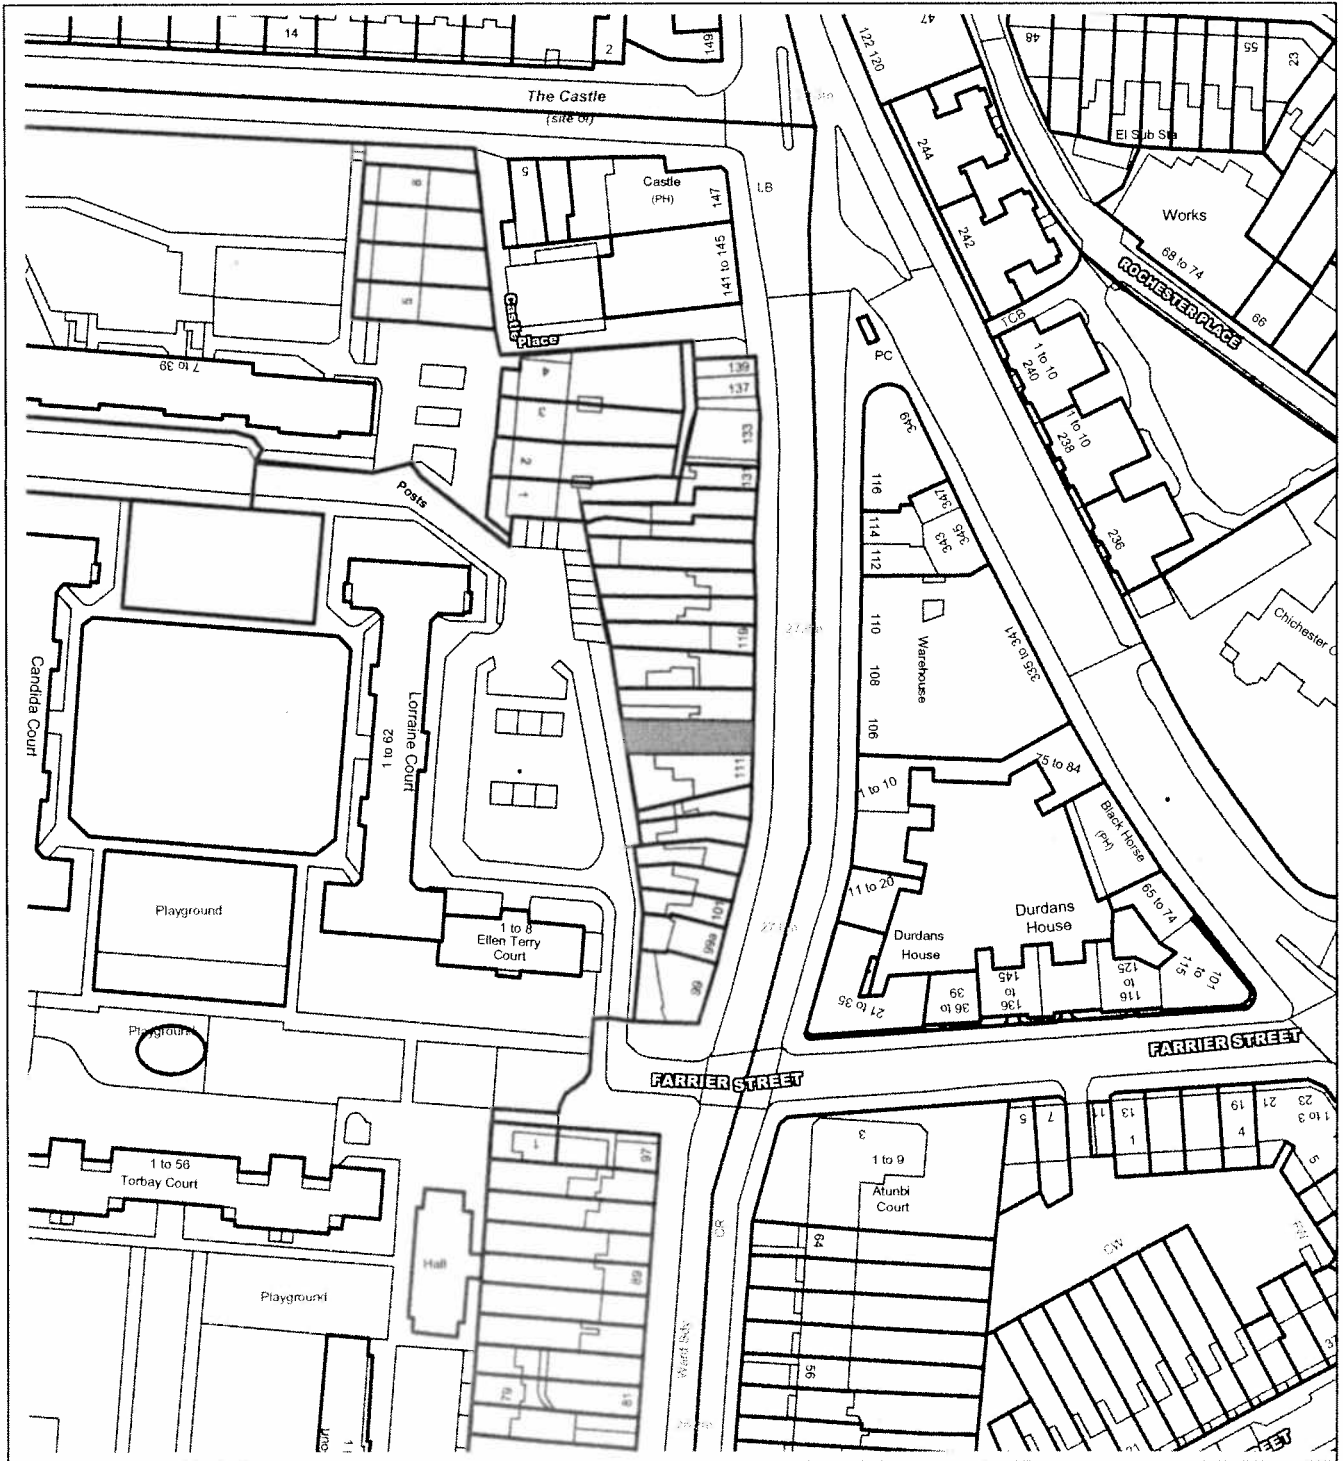 14
2
149
122 120
47
48
55
23
The Castle
(site of)
El Sub Sta
244
5
Castle
(PH)
147
LB
8
Works
242
141 to 145
68 to 74
ROCHESTER PLACE
5
Castle
Place
TCB
66
PC
1 to 10
240
7 to 39
4
139
137
349
3
133
1 to 10
238
2
131
Posts
1
116
347
114
345
343
112
236
110
Chichester
119
Warehouse
335 to 341
Candida Court
Lorraine Court
1 to 62
108
106
111
75 to 84
1 to 10
Black Horse
(PH)
11 to 20
65 to 74
Playground
101
Durdans
House
1 to 8
Ellen Terry
Court
99a
Durdans
House
145
to
136
125
to
116
115
to
101
99
21 to 35
36 to
39
Playground
FARRIER STREET
FARRIER STREET
1
97
3
5
7
11
13
1
19
4
21
23
1 to 3
1 to 9
Atunbi
Court
5
1 to 56
Torbay Court
CR
64
CW
Hall
89
Playground
Ward Bdy
56
79
81